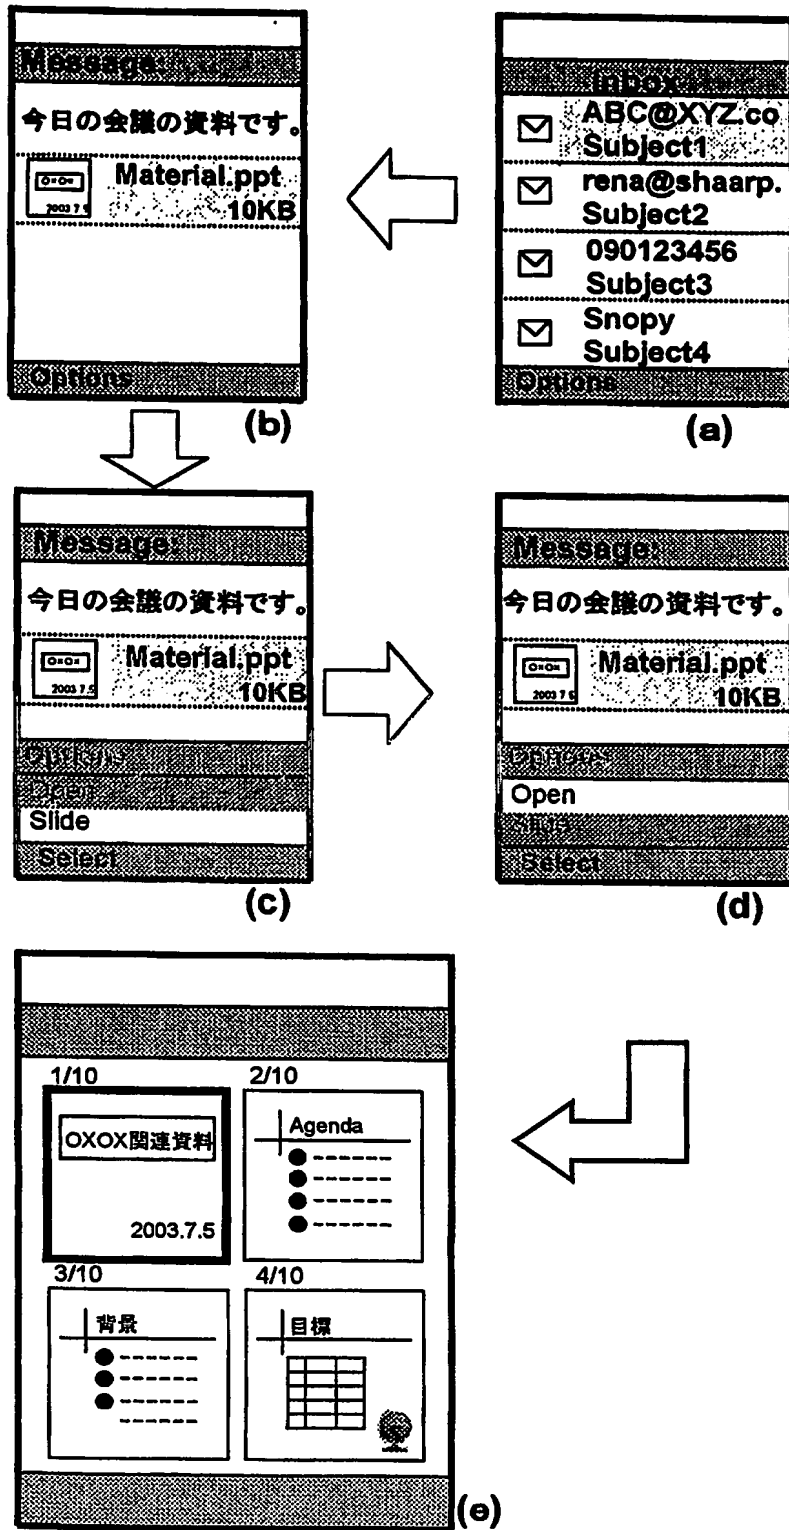 Message:
今日の会議の資料です。
OXOX
2003 7.5
Material.ppt
10KB
Options
(b)
Inbox
ABC@XYZ.co
Subject1
rena@shaarp.
Subject2
090123456
Subject3
Snopy
Subject4
Options
(a)
Message:
今日の会議の資料です。
OXOX
2003 7.5
Material.ppt
10KB
Options
Open
Slide
Select
(c)
Message:
今日の会議の資料です。
OXOX
2003 7.5
Material.ppt
10KB
Options
Open
Slide
Select
(d)
1/10
OXOX関連資料
2003.7.5
2/10
Agenda
3/10
背景
4/10
目標
(e)